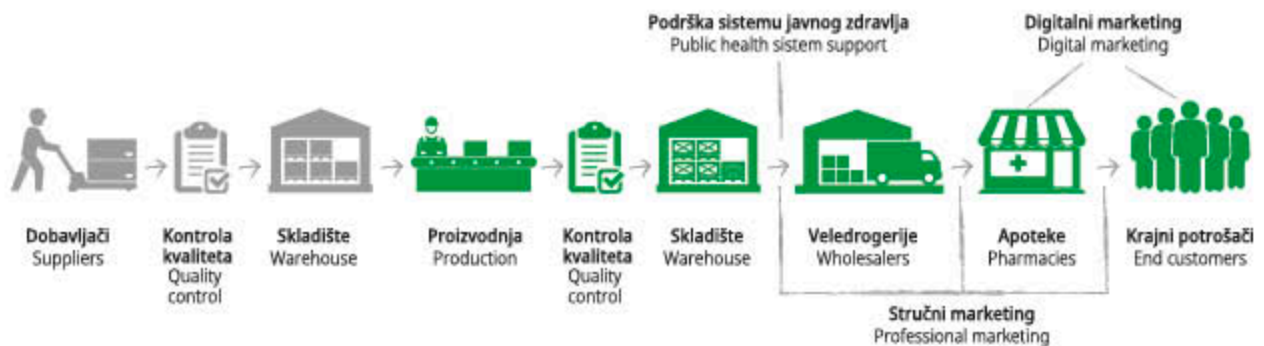 Podrška sistemu javnog zdravlja
Public health sistem support
Digitalni marketing
Digital marketing
Dobavljači
Suppliers
Kontrola
kvaliteta
Quality
control
Skladište
Warehouse
Proizvodnja
Production
Kontrola
kvaliteta
Quality
control
Skladište
Warehouse
Veledrogerije
Wholesalers
Apoteke
Pharmacies
Krajni potrošači
End customers
Stručni marketing
Professional marketing